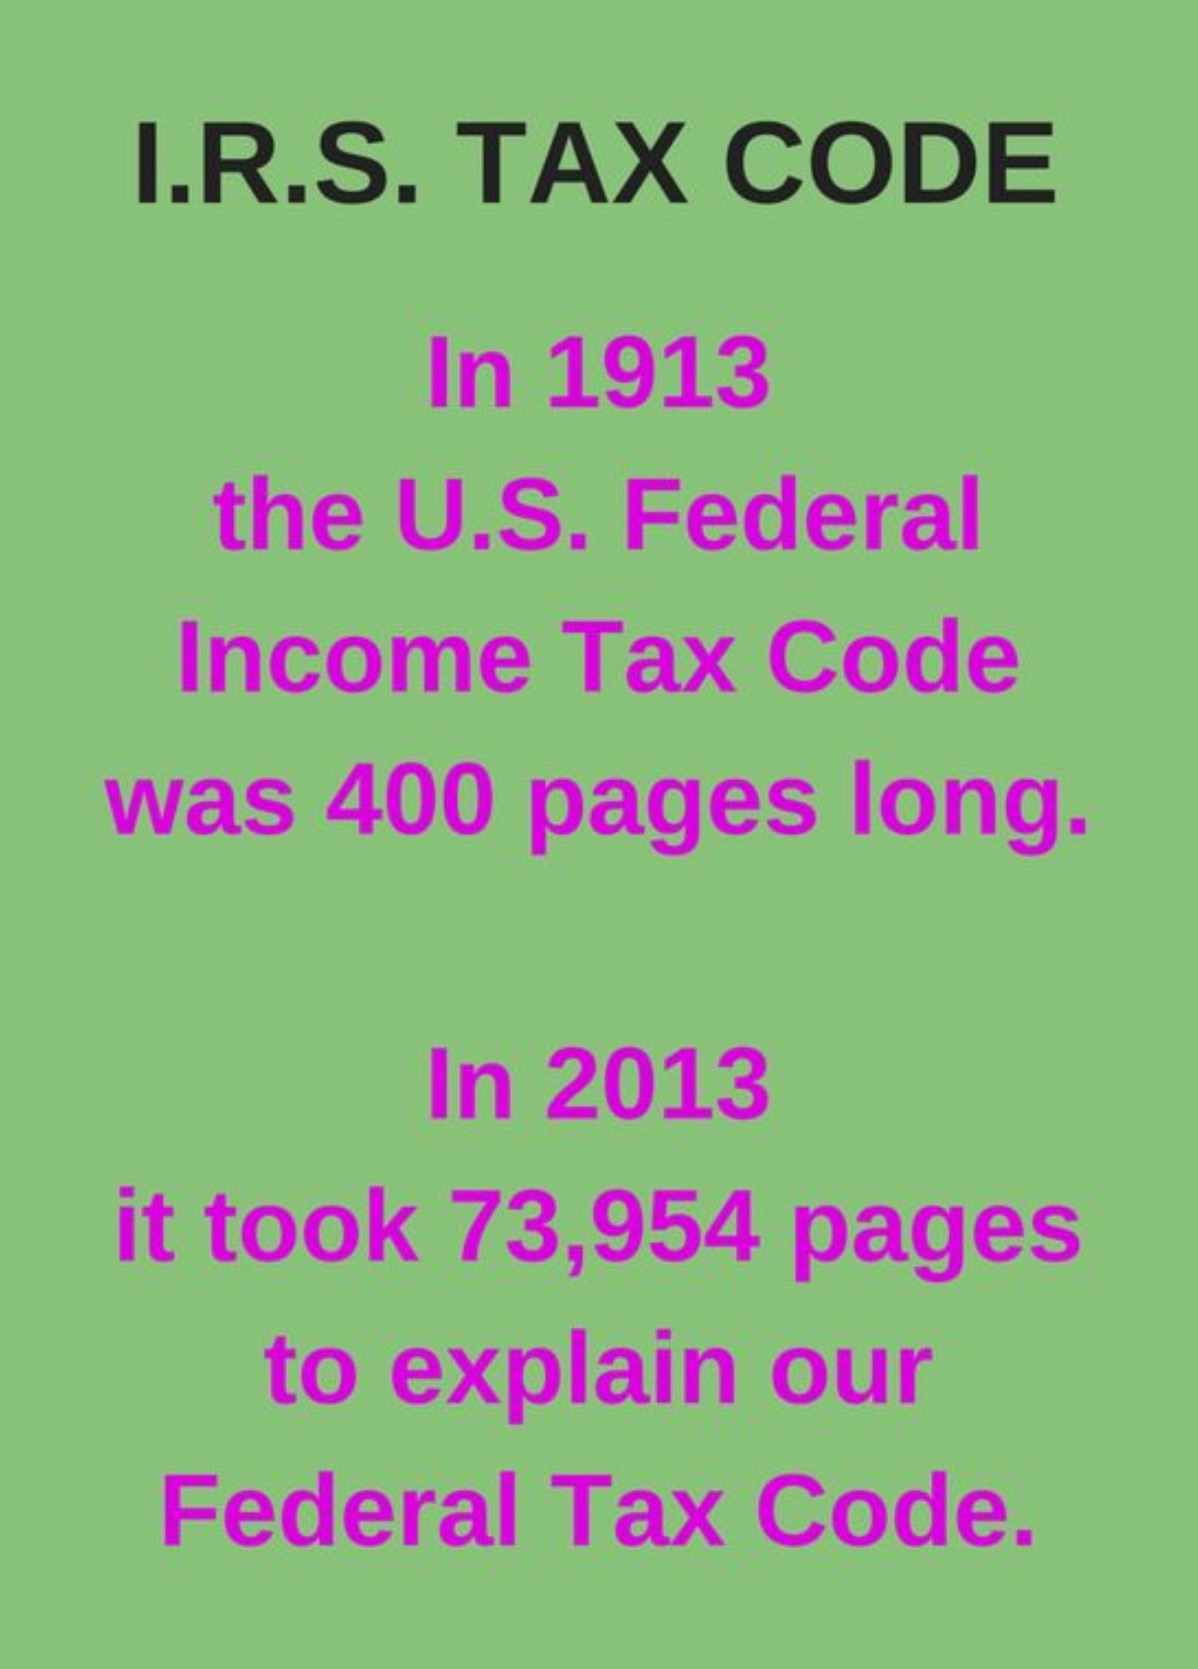 I.R.S. TAX CODE
In 1913
the U.S. Federal
Income Tax Code
was 400 pages long.
In 2013
it took 73,954 pages
to explain our
Federal Tax Code.